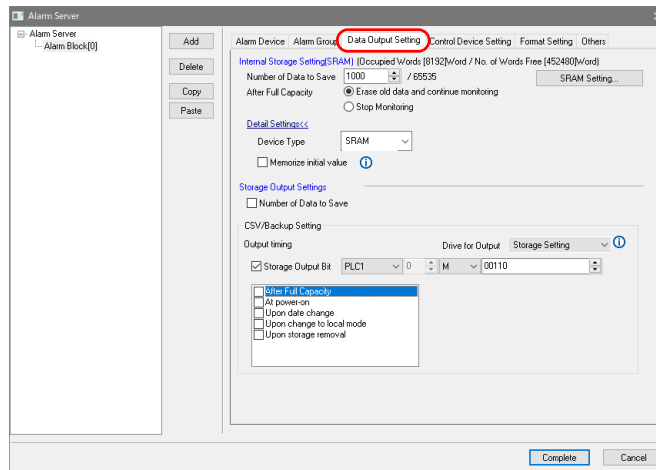 Alarm Server
Alarm Server
Alarm Block[0]
Add
Delete
Copy
Paste
Alarm Device Alarm Group Data Output Setting Control Device Setting Format Setting Others
Internal Storage Setting(SRAM) (Occupied Words [8192]Word / No. of Words Free [452480]Word)
Number of Data to Save 1000 / 65535 SRAM Setting...
After Full Capacity Erase old data and continue monitoring
Stop Monitoring
Detail Settings<<
Device Type SRAM
Memorize initial value
Storage Output Settings
Number of Data to Save
CSV/Backup Setting
Output timing Drive for Output Storage Setting
Storage Output Bit PLC1 0 M 00110
After Full Capacity
At power-on
Upon date change
Upon change to local mode
Upon storage removal
Complete Cancel